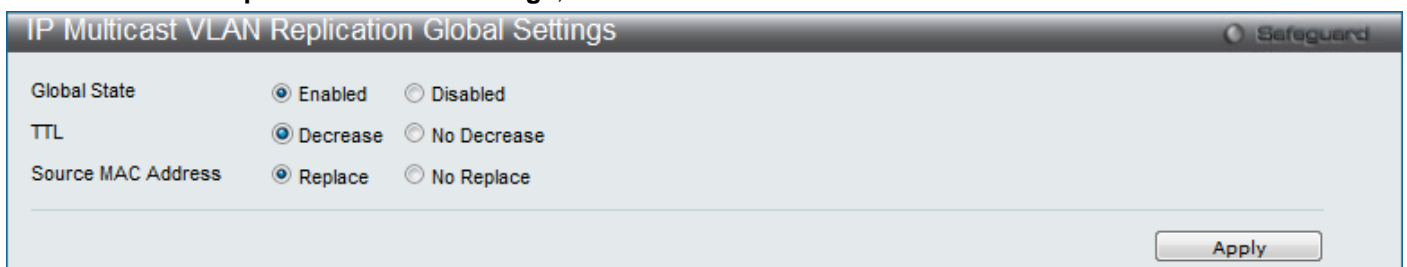 IP Multicast VLAN Replication Global Settings
Safeguard
Global State Enabled Disabled
TTL Decrease No Decrease
Source MAC Address Replace No Replace
Apply